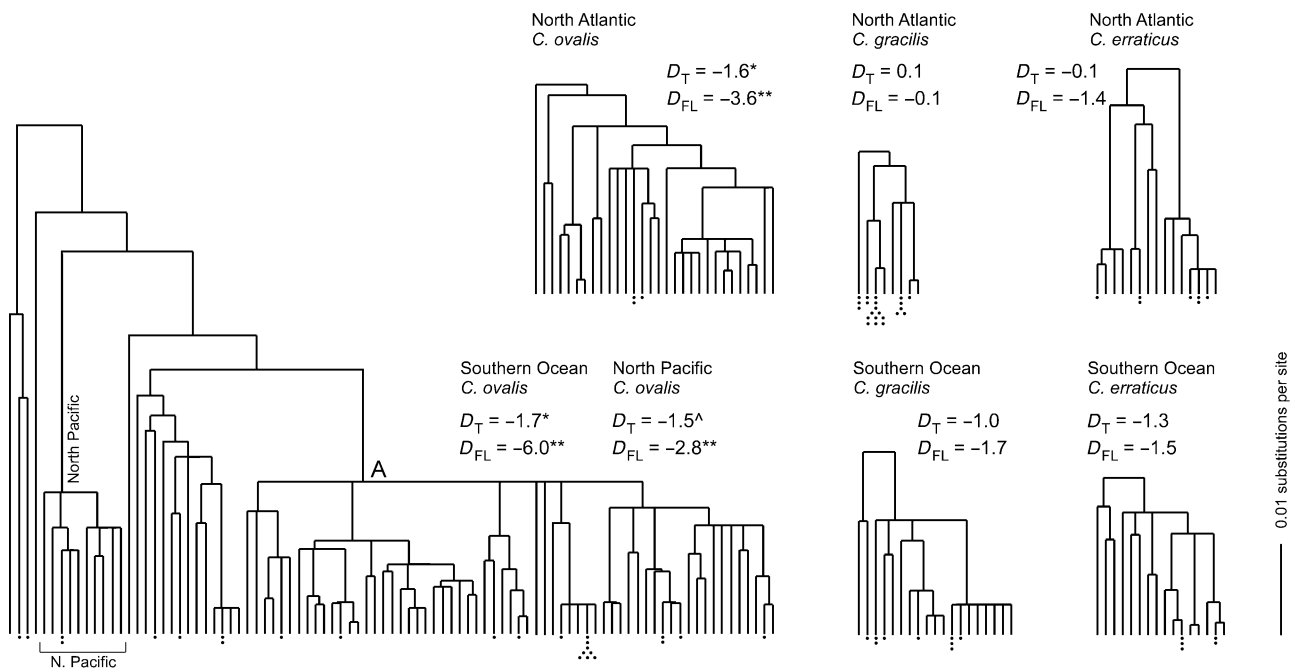 North Atlantic
C. ovalis
D_T = −1.6*
D_FL = −3.6**
North Atlantic
C. gracilis
D_T = 0.1
D_FL = −0.1
North Atlantic
C. erraticus
D_T = −0.1
D_FL = −1.4
North Pacific
A
N. Pacific
Southern Ocean
C. ovalis
D_T = −1.7*
D_FL = −6.0**
North Pacific
C. ovalis
D_T = −1.5^
D_FL = −2.8**
Southern Ocean
C. gracilis
D_T = −1.0
D_FL = −1.7
Southern Ocean
C. erraticus
D_T = −1.3
D_FL = −1.5
0.01 substitutions per site